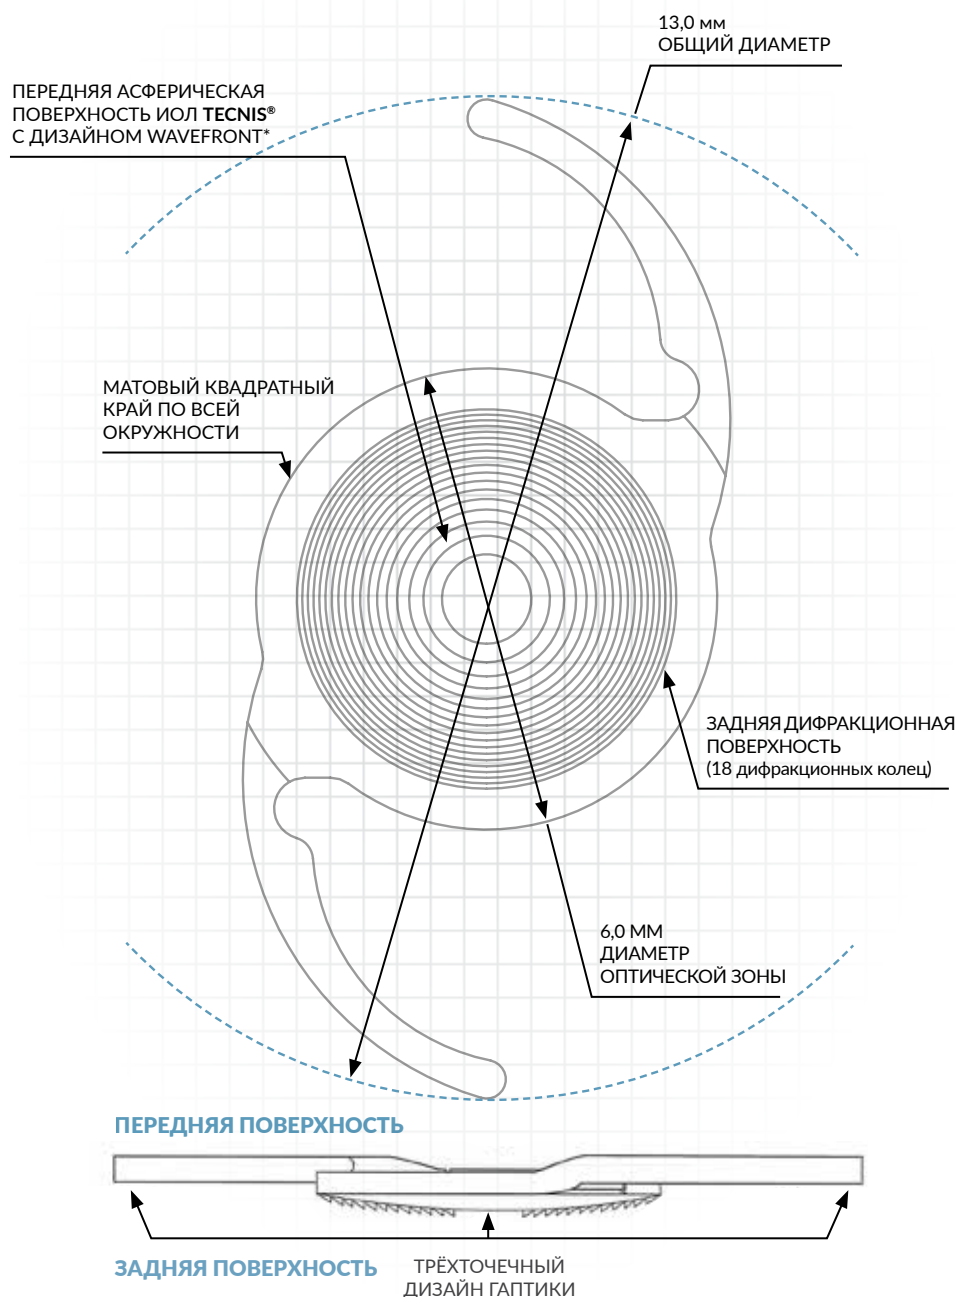 13,0 мм
ОБЩИЙ ДИАМЕТР
ПЕРЕДНЯЯ АСФЕРИЧЕСКАЯ
ПОВЕРХНОСТЬ ИОЛ TECNIS®
С ДИЗАЙНОМ WAVEFRONT*
МАТОВЫЙ КВАДРАТНЫЙ
КРАЙ ПО ВСЕЙ
ОКРУЖНОСТИ
ЗАДНЯЯ ДИФРАКЦИОННАЯ
ПОВЕРХНОСТЬ
(18 дифракционных колец)
6,0 ММ
ДИАМЕТР
ОПТИЧЕСКОЙ ЗОНЫ
ПЕРЕДНЯЯ ПОВЕРХНОСТЬ
ЗАДНЯЯ ПОВЕРХНОСТЬ
ТРЁХТОЧЕЧНЫЙ
ДИЗАЙН ГАПТИКИ